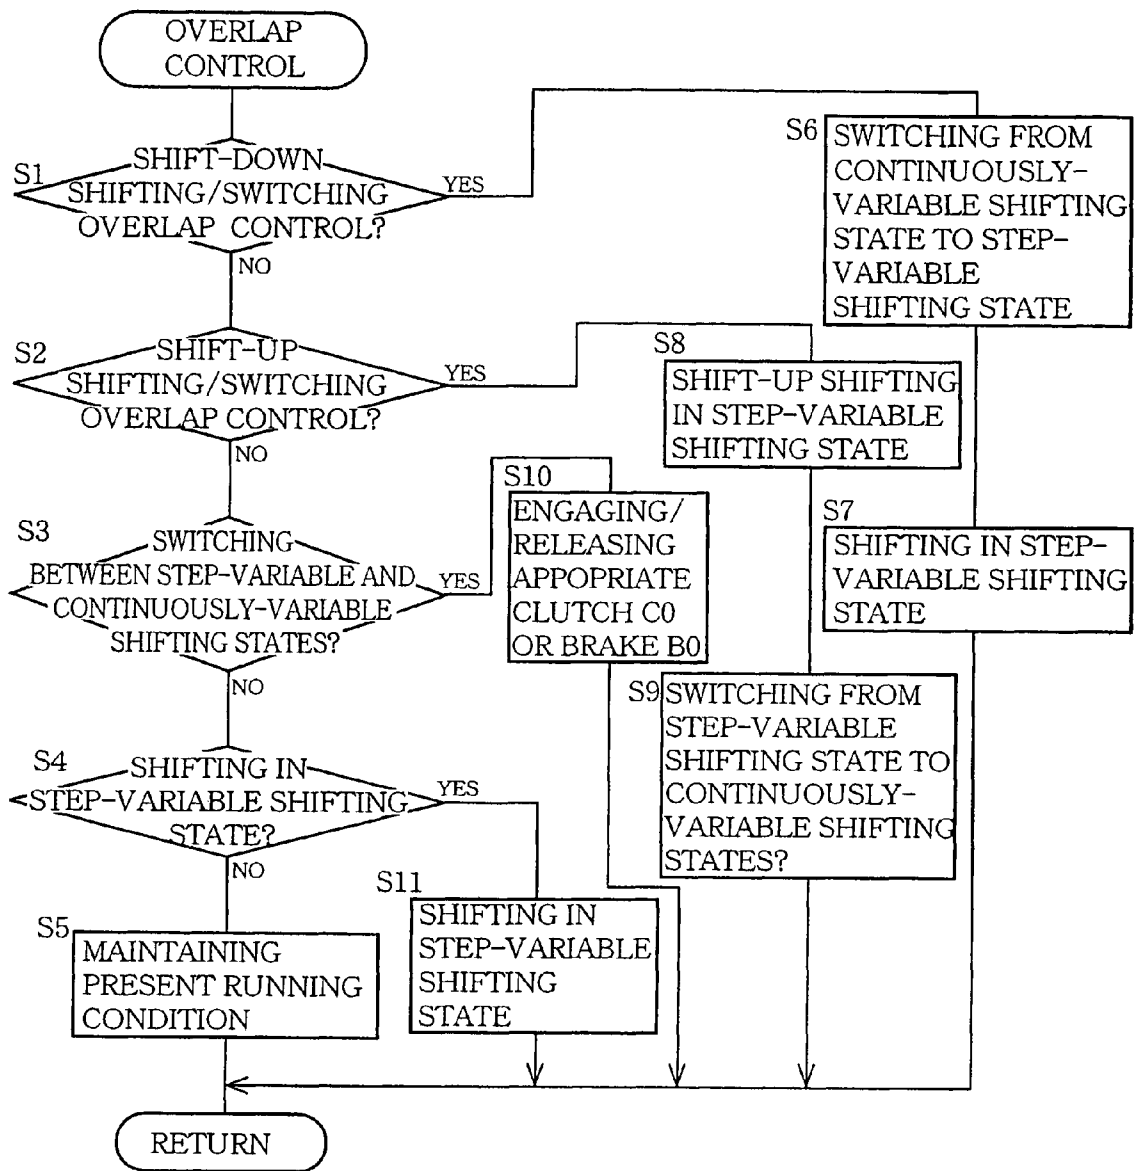 OVERLAP
CONTROL
S1
SHIFT-DOWN
SHIFTING/SWITCHING
OVERLAP CONTROL?
YES
NO
S6
SWITCHING FROM
CONTINUOUSLY-
VARIABLE SHIFTING
STATE TO STEP-
VARIABLE
SHIFTING STATE
S2
SHIFT-UP
SHIFTING/SWITCHING
OVERLAP CONTROL?
YES
NO
S8
SHIFT-UP SHIFTING
IN STEP-VARIABLE
SHIFTING STATE
S7
SHIFTING IN STEP-
VARIABLE SHIFTING
STATE
S3
SWITCHING
BETWEEN STEP-VARIABLE AND
CONTINUOUSLY-VARIABLE
SHIFTING STATES?
YES
NO
S10
ENGAGING/
RELEASING
APPOPRIATE
CLUTCH C0
OR BRAKE B0
S9
SWITCHING FROM
STEP-VARIABLE
SHIFTING STATE TO
CONTINUOUSLY-
VARIABLE SHIFTING
STATES?
S4
SHIFTING IN
STEP-VARIABLE SHIFTING
STATE?
YES
NO
S11
SHIFTING IN
STEP-VARIABLE
SHIFTING
STATE
S5
MAINTAINING
PRESENT RUNNING
CONDITION
RETURN